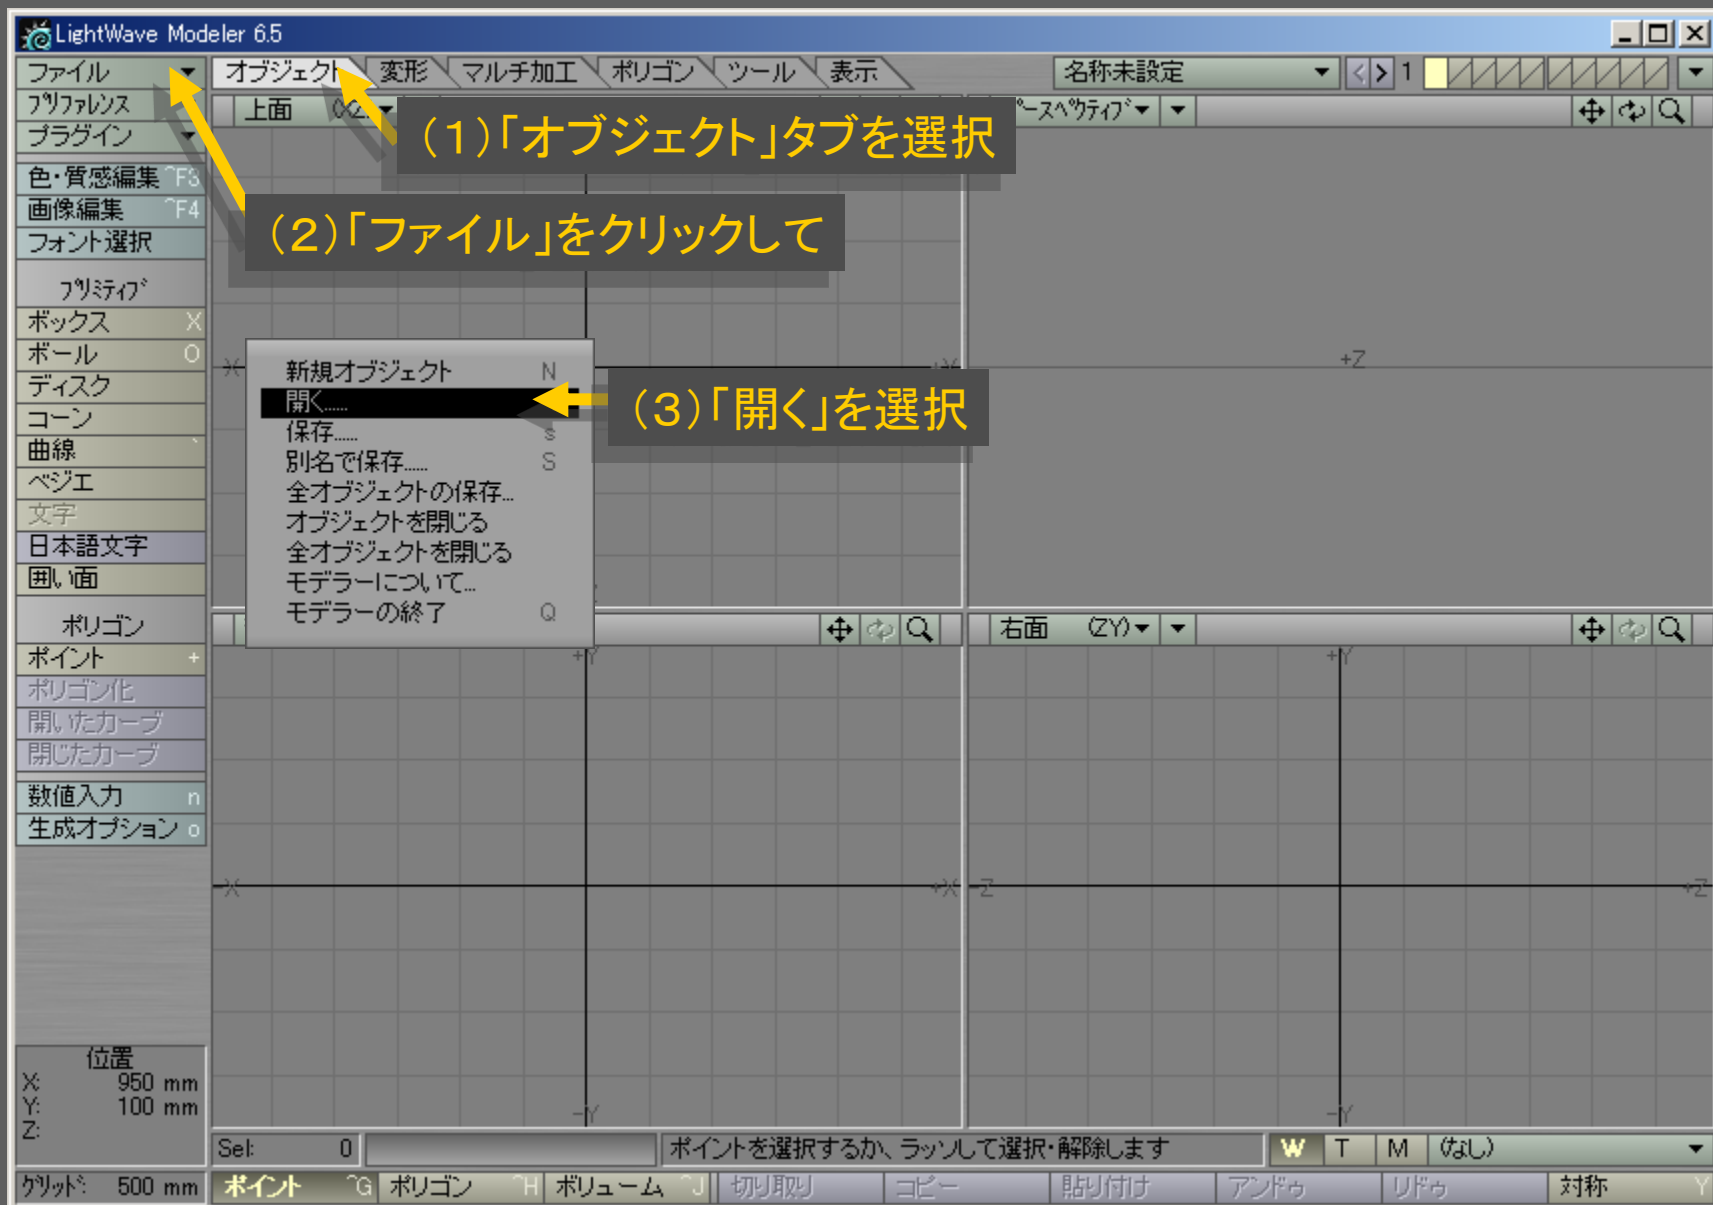 LightWave Modeler 6.5
ファイル
オブジェクト
変形
マルチ加工
ポリゴン
ツール
表示
名称未設定
1
プリファレンス
プラグイン
上面
(1)「オブジェクト」タブを選択
色・質感編集 ^F3
画像編集 ^F4
フォント選択
(2)「ファイル」をクリックして
プリミティブ
ボックス X
ボール O
ディスク
コーン
曲線 `
ベジエ
文字
日本語文字
囲い面
新規オブジェクト N
開く.....
(3)「開く」を選択
保存..... s
別名で保存..... S
全オブジェクトの保存...
オブジェクトを閉じる
全オブジェクトを閉じる
モデラーについて...
モデラーの終了 Q
-X
+X
+Z
ポリゴン
ポイント +
ポリゴン化
開いたカーブ
閉じたカーブ
数値入力 n
生成オプション o
右面 (ZY)
+Y
+Y
-X
+X
-Z
+Z
-Y
-Y
位置
X: 950 mm
Y: 100 mm
Z:
グリッド: 500 mm
Sel: 0
ポイントを選択するか、ラッソして選択・解除します
W
T
M
(なし)
ポイント ^G
ポリゴン ^H
ボリューム ^J
切り取り
コピー
貼り付け
アンドゥ
リドゥ
対称 Y